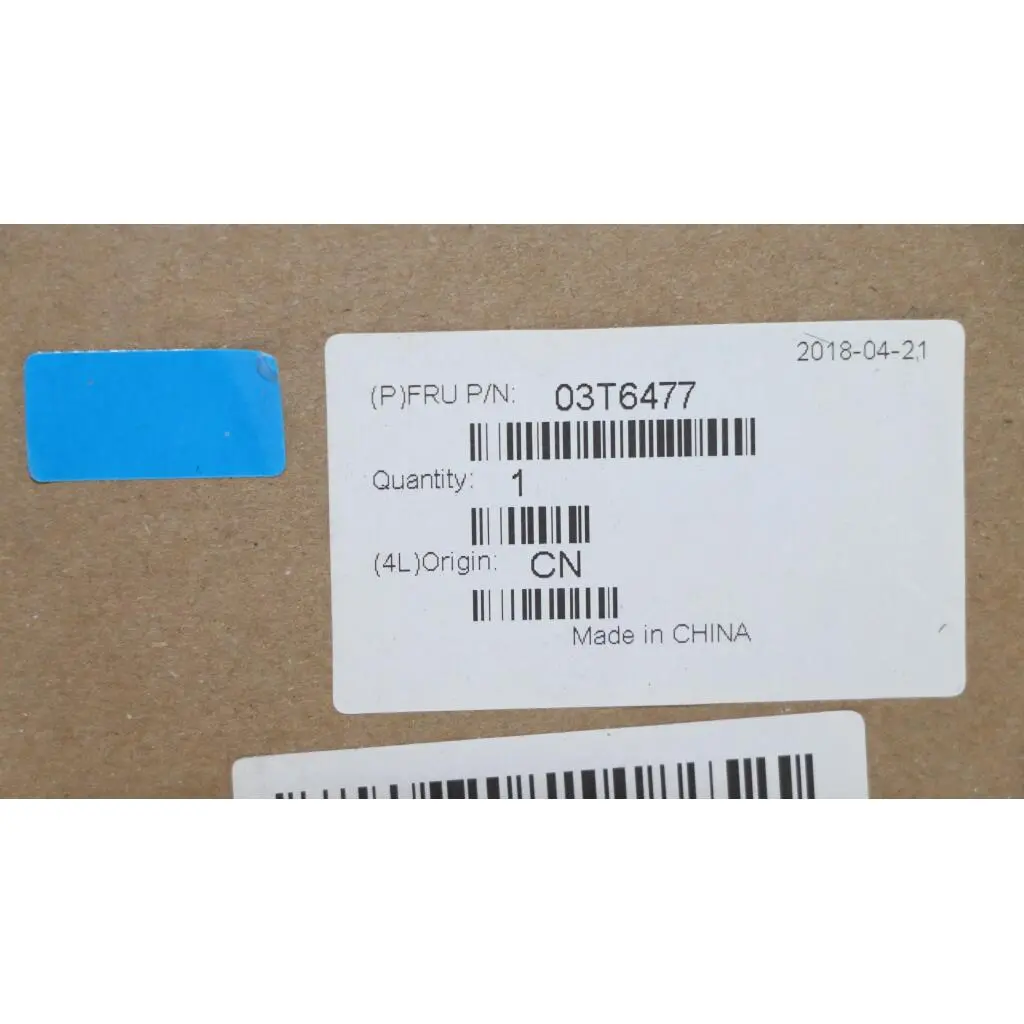 2018-04-21
(P)FRU P/N: 03T6477
Quantity: 1
(4L)Origin: CN
Made in CHINA